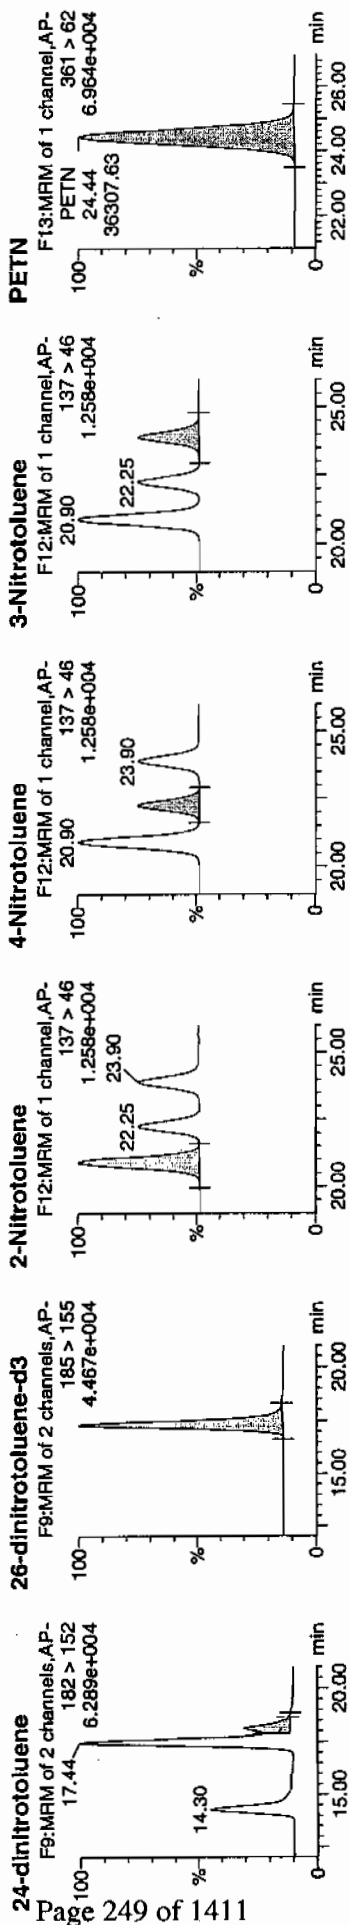 24-dinitrotoluene
F9:MRM of 2 channels,AP-
182 > 152
6.289e+004
17.44
14.30
100
%
0
15.00
20.00
min
26-dinitrotoluene-d3
F9:MRM of 2 channels,AP-
185 > 155
4.467e+004
100
%
0
15.00
20.00
min
2-Nitrotoluene
F12:MRM of 1 channel,AP-
137 > 46
1.258e+004
22.25
23.90
100
%
0
20.00
25.00
min
4-Nitrotoluene
F12:MRM of 1 channel,AP-
137 > 46
1.258e+004
20.90
23.90
100
%
0
20.00
25.00
min
3-Nitrotoluene
F12:MRM of 1 channel,AP-
137 > 46
1.258e+004
20.90
22.25
100
%
0
20.00
25.00
min
PETN
F13:MRM of 1 channel,AP-
361 > 62
6.964e+004
PETN
24.44
36307.63
100
%
0
22.00
24.00
26.00
min
Page 249 of 1411